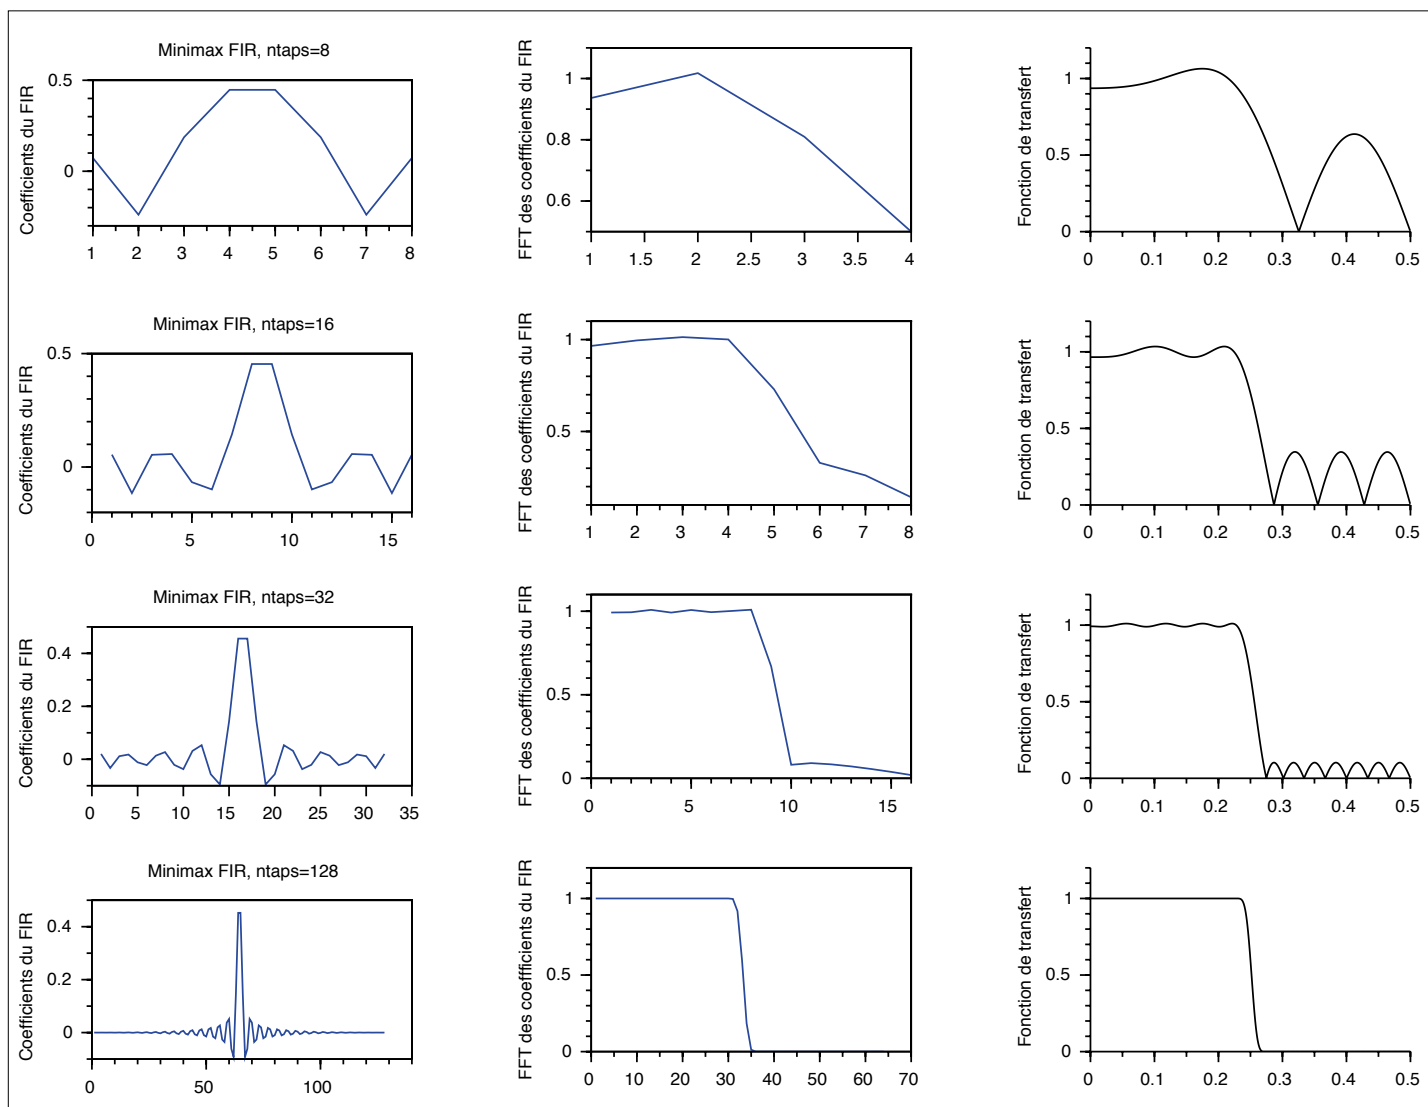 Minimax FIR, ntaps=8
Coefficients du FIR
0.5
0
1 2 3 4 5 6 7 8
FFT des coeffficients du FIR
1
0.8
0.6
1 1.5 2 2.5 3 3.5 4
Fonction de transfert
1
0.5
0
0 0.1 0.2 0.3 0.4 0.5
Minimax FIR, ntaps=16
Coefficients du FIR
0.5
0
0 5 10 15
FFT des coeffficients du FIR
1
0.5
1 2 3 4 5 6 7 8
Fonction de transfert
1
0.5
0
0 0.1 0.2 0.3 0.4 0.5
Minimax FIR, ntaps=32
Coefficients du FIR
0.4
0.2
0
0 5 10 15 20 25 30 35
FFT des coeffficients du FIR
1
0.5
0
0 5 10 15
Fonction de transfert
1
0.5
0
0 0.1 0.2 0.3 0.4 0.5
Minimax FIR, ntaps=128
Coefficients du FIR
0.4
0.2
0
0 50 100
FFT des coeffficients du FIR
1
0.5
0
0 10 20 30 40 50 60 70
Fonction de transfert
1
0.5
0
0 0.1 0.2 0.3 0.4 0.5